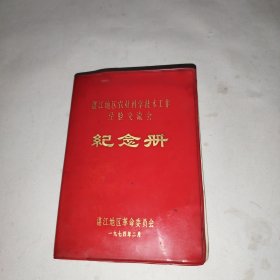 湛江地区农业科学技术工作
经验交流会
纪念册
湛江地区革命委员会
一九七四年二月